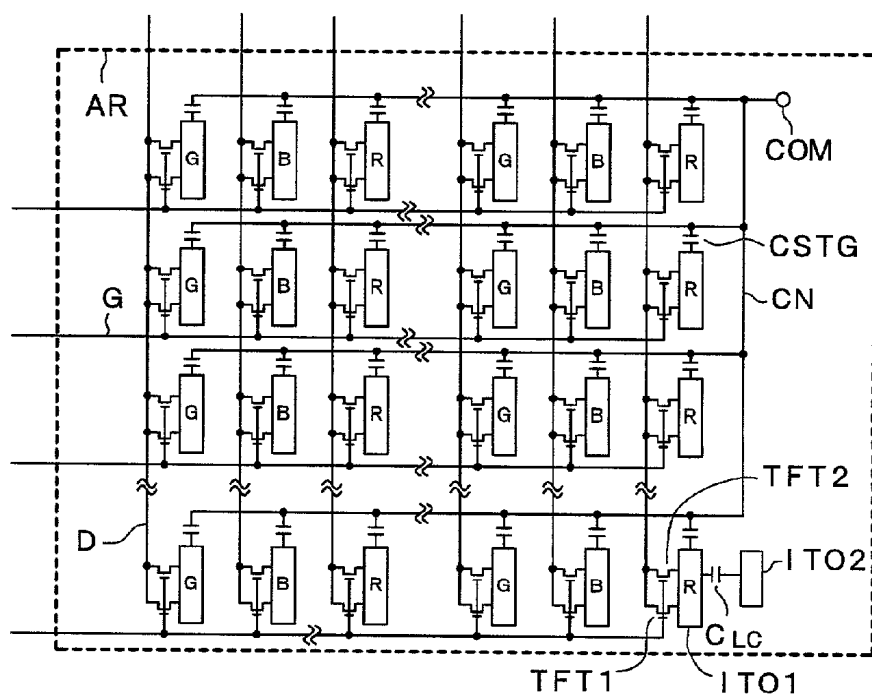 AR
COM
G B R G B R
CSTG
G B R G B R
CN
G
G B R G B R
TFT2
D
G B R G B R
ITO2
CLC
TFT1
ITO1